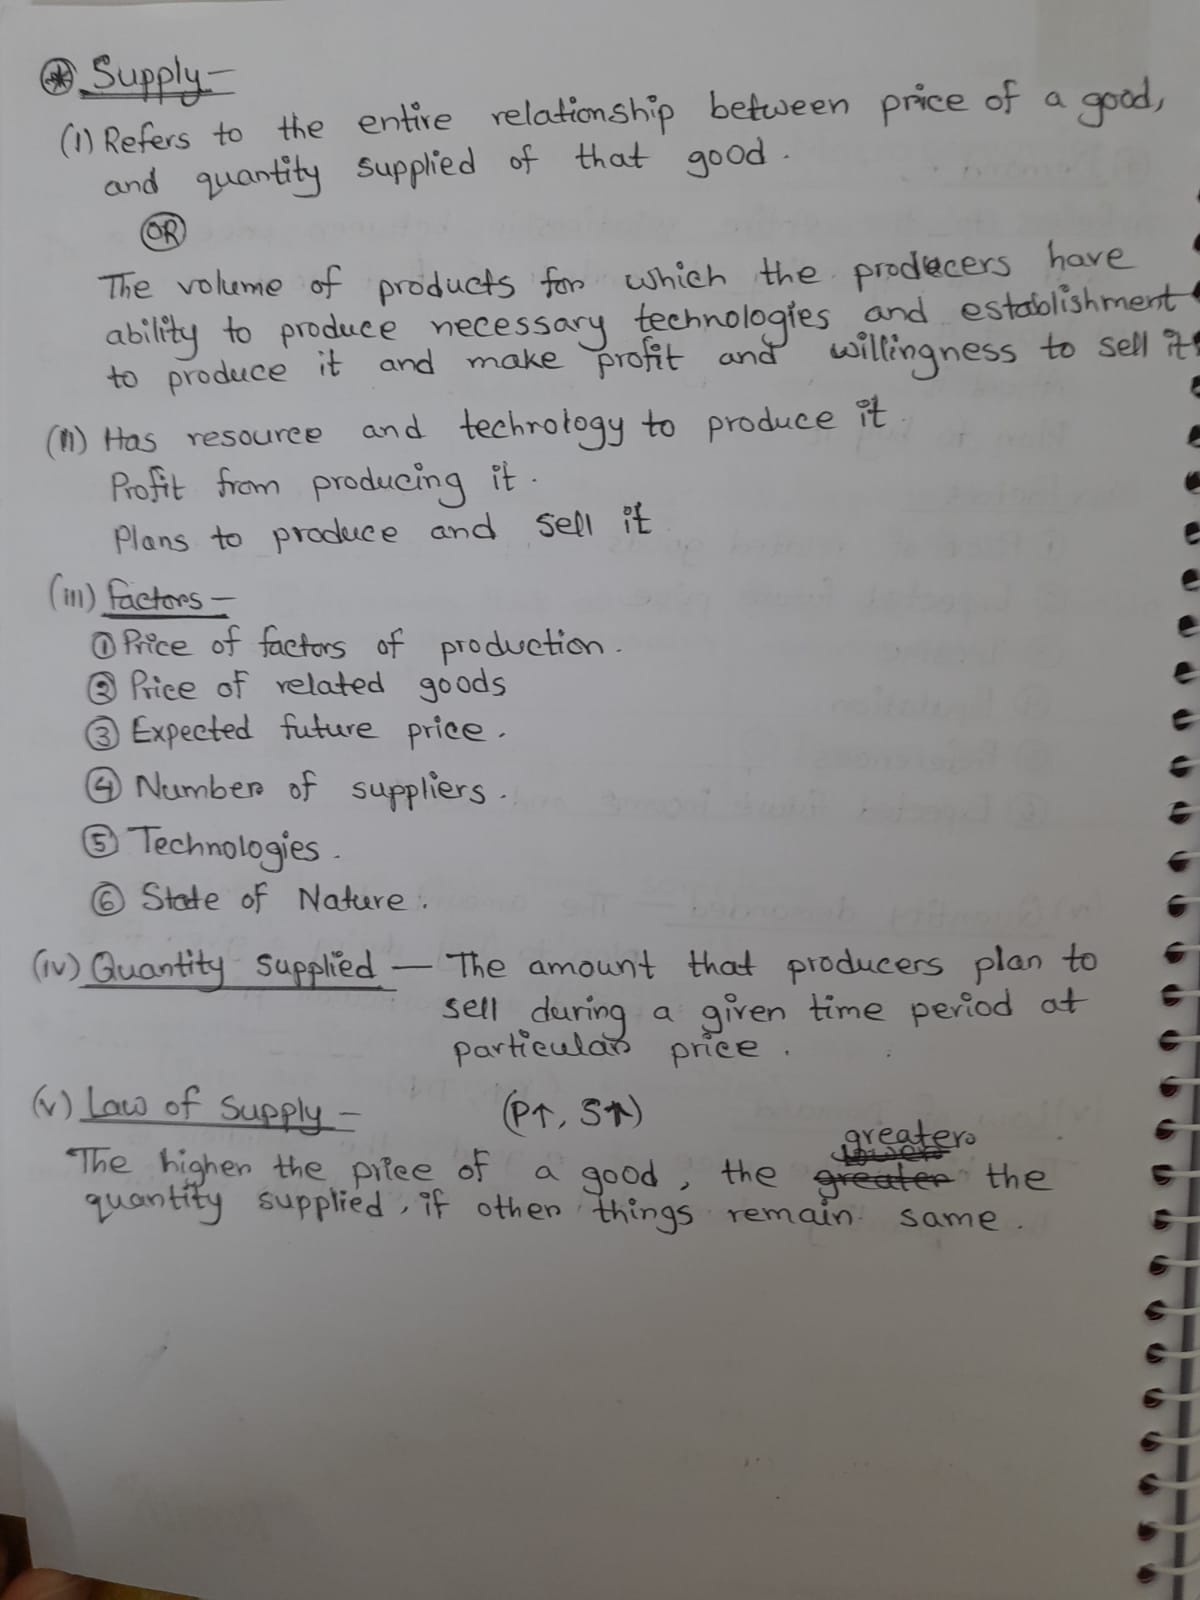 ⊛ Supply –
(i) Refers to the entire relationship between price of a good,
and quantity supplied of that good.
OR
The volume of products for which the producers have
ability to produce necessary technologies and establishment
to produce it and make profit and willingness to sell it
(ii) Has resource and technology to produce it.
Profit from producing it.
Plans to produce and sell it
(iii) Factors –
① Price of factors of production.
② Price of related goods
③ Expected future price.
④ Number of suppliers.
⑤ Technologies.
⑥ State of Nature.
(iv) Quantity Supplied — The amount that producers plan to
sell during a given time period at
particular price.
(v) Law of Supply – (P↑, S↑)
greater
lower
The higher the price of a good, the greater the
quantity supplied, if other things remain same.